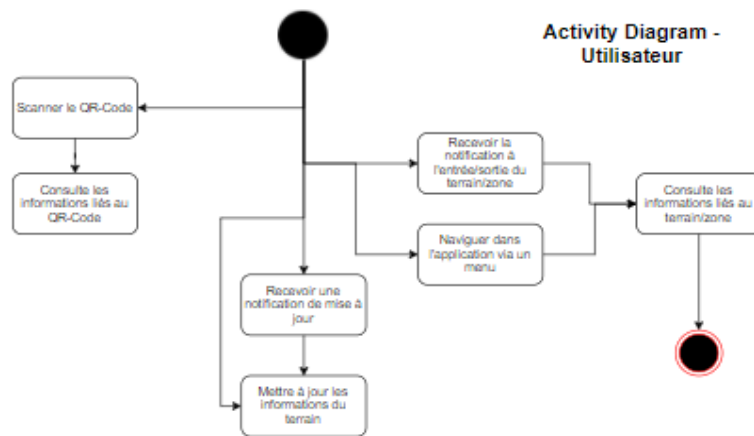 Activity Diagram -
Utilisateur
Scanner le QR-Code
Consulte les
informations liés au
QR-Code
Recevoir la
notification à
l'entrée/sortie du
terrain/zone
Naviguer dans
l'application via un
menu
Consulte les
informations liés au
terrain/zone
Recevoir une
notification de mise à
jour
Mettre à jour les
informations du
terrain